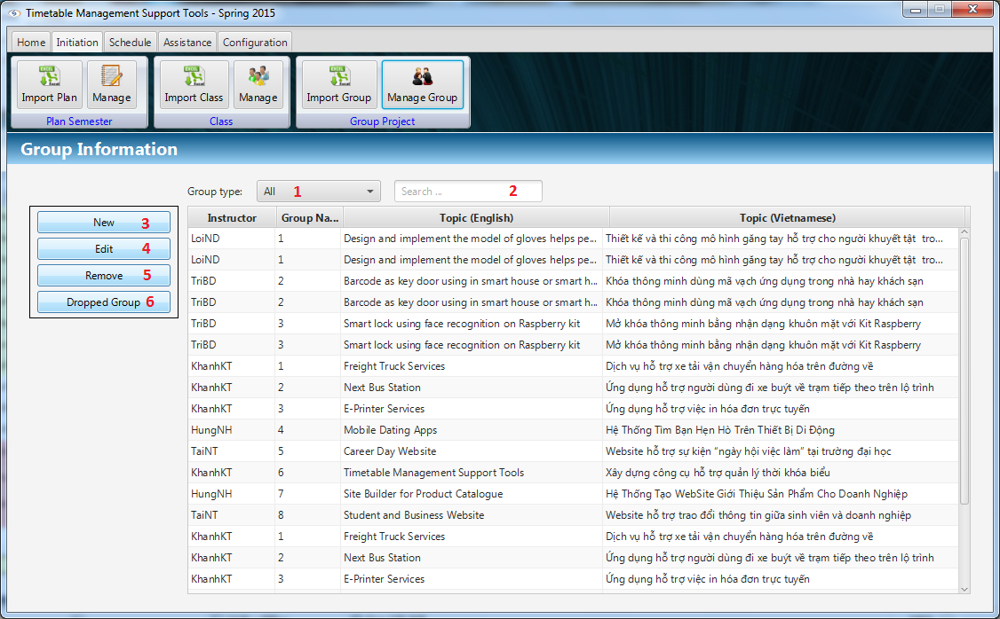 Timetable Management Support Tools - Spring 2015
Home Initiation Schedule Assistance Configuration
Import Plan Manage Import Class Manage Import Group Manage Group
Plan Semester Class Group Project
Group Information
Group type: All 1 Search ... 2
New 3
Edit 4
Remove 5
Dropped Group 6
Instructor Group Na... Topic (English) Topic (Vietnamese)
LoiND 1 Design and implement the model of gloves helps pe... Thiết kế và thi công mô hình găng tay hỗ trợ cho người khuyết tật tro...
LoiND 1 Design and implement the model of gloves helps pe... Thiết kế và thi công mô hình găng tay hỗ trợ cho người khuyết tật tro...
TriBD 2 Barcode as key door using in smart house or smart h... Khóa thông minh dùng mã vạch ứng dụng trong nhà hay khách sạn
TriBD 2 Barcode as key door using in smart house or smart h... Khóa thông minh dùng mã vạch ứng dụng trong nhà hay khách sạn
TriBD 3 Smart lock using face recognition on Raspberry kit Mở khóa thông minh bằng nhận dạng khuôn mặt với Kit Raspberry
TriBD 3 Smart lock using face recognition on Raspberry kit Mở khóa thông minh bằng nhận dạng khuôn mặt với Kit Raspberry
KhanhKT 1 Freight Truck Services Dịch vụ hỗ trợ xe tải vận chuyển hàng hóa trên đường về
KhanhKT 2 Next Bus Station Ứng dụng hỗ trợ người dùng đi xe buýt về trạm tiếp theo trên lộ trình
KhanhKT 3 E-Printer Services Ứng dụng hỗ trợ việc in hóa đơn trực tuyến
HungNH 4 Mobile Dating Apps Hệ Thống Tìm Bạn Hẹn Hò Trên Thiết Bị Di Động
TaiNT 5 Career Day Website Website hỗ trợ sự kiện “ngày hội việc làm” tại trường đại học
KhanhKT 6 Timetable Management Support Tools Xây dựng công cụ hỗ trợ quản lý thời khóa biểu
HungNH 7 Site Builder for Product Catalogue Hệ Thống Tạo WebSite Giới Thiệu Sản Phẩm Cho Doanh Nghiệp
TaiNT 8 Student and Business Website Website hỗ trợ trao đổi thông tin giữa sinh viên và doanh nghiệp
KhanhKT 1 Freight Truck Services Dịch vụ hỗ trợ xe tải vận chuyển hàng hóa trên đường về
KhanhKT 2 Next Bus Station Ứng dụng hỗ trợ người dùng đi xe buýt về trạm tiếp theo trên lộ trình
KhanhKT 3 E-Printer Services Ứng dụng hỗ trợ việc in hóa đơn trực tuyến